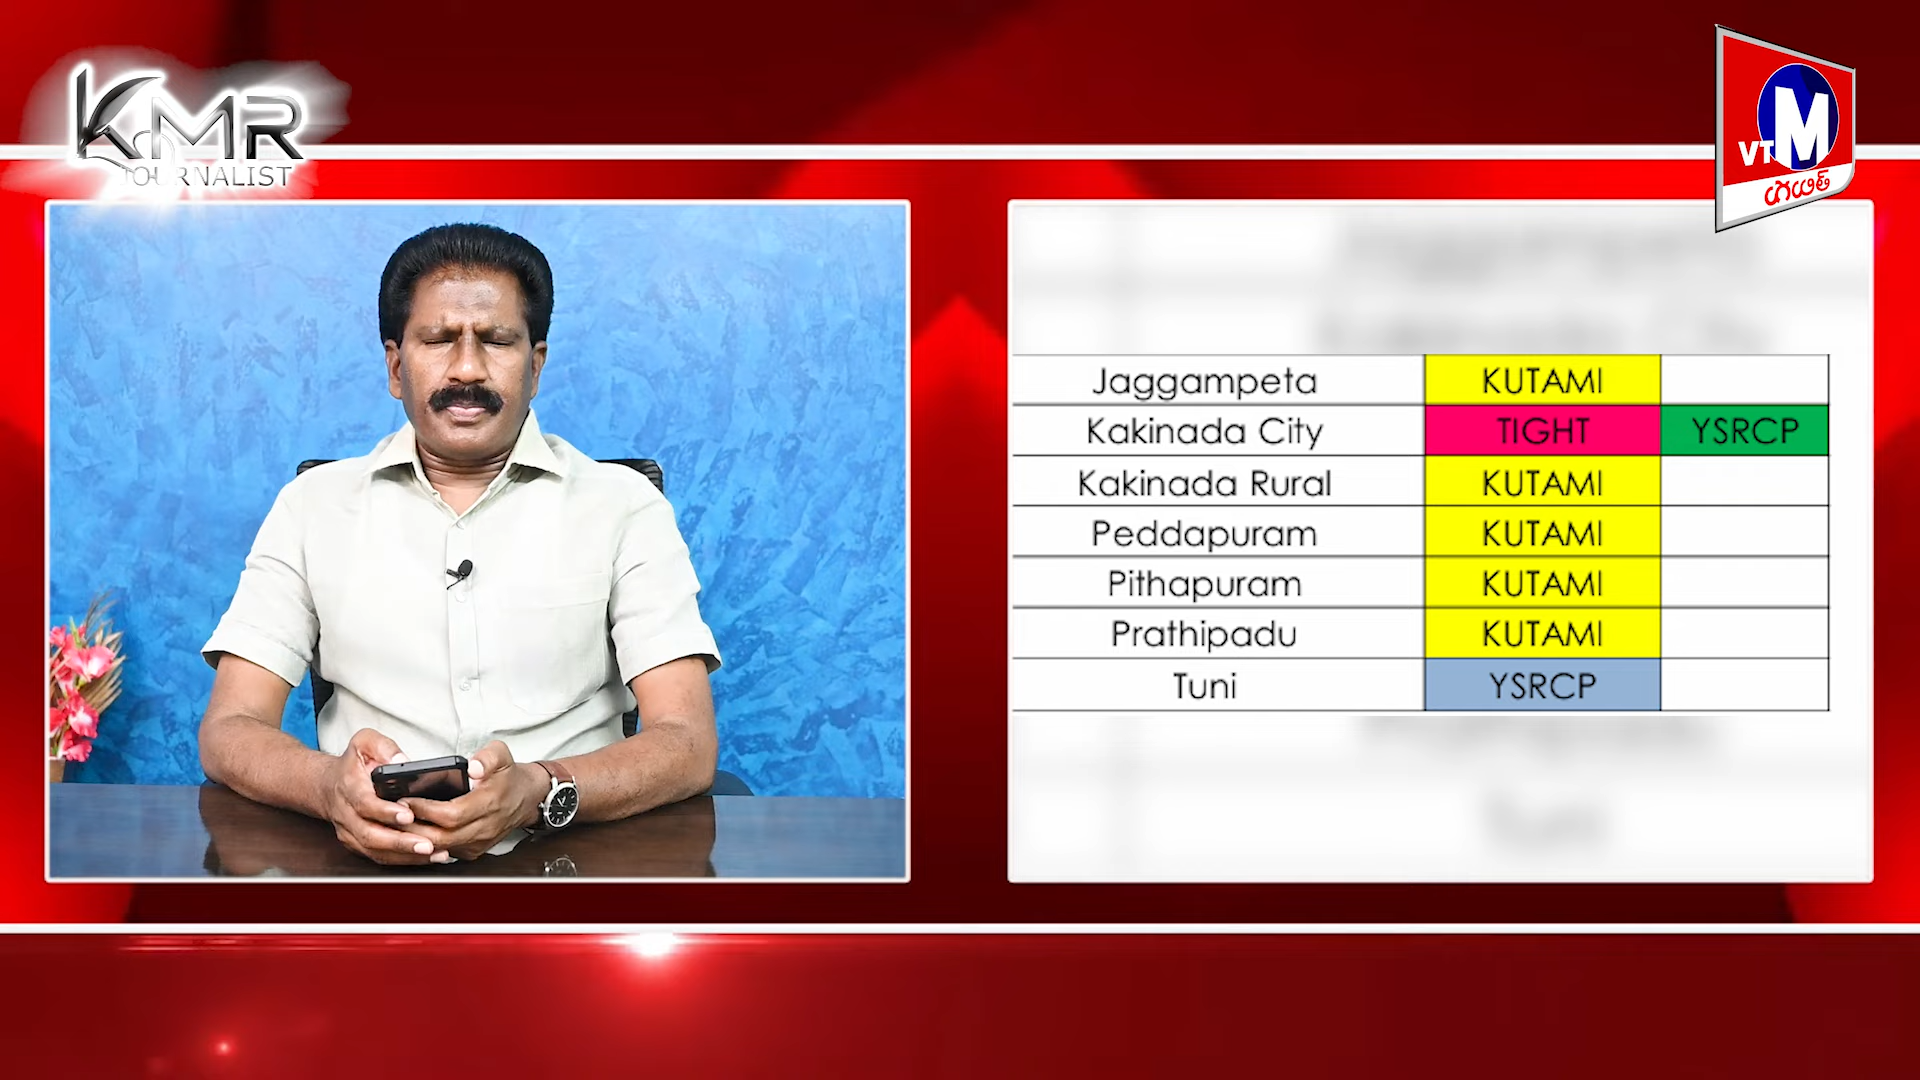 KMR
JOURNALIST
VTM
Jaggampeta KUTAMI
Kakinada City TIGHT YSRCP
Kakinada Rural KUTAMI
Peddapuram KUTAMI
Pithapuram KUTAMI
Prathipadu KUTAMI
Tuni YSRCP